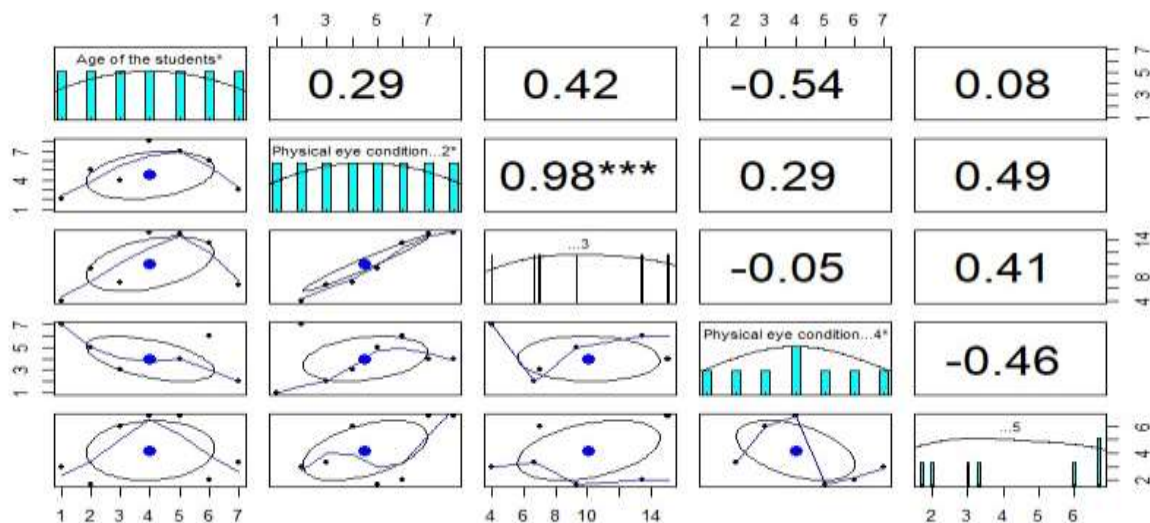 1 3 5 7
1 2 3 4 5 6 7
Age of the students*
0.29
0.42
-0.54
0.08
1 3 5 7
1 4 7
Physical eye condition...2*
0.98***
0.29
0.49
...3
-0.05
0.41
4 8 14
1 3 5 7
Physical eye condition...4*
-0.46
...5
2 4 6
1 2 3 4 5 6 7
4 6 8 10 14
2 3 4 5 6